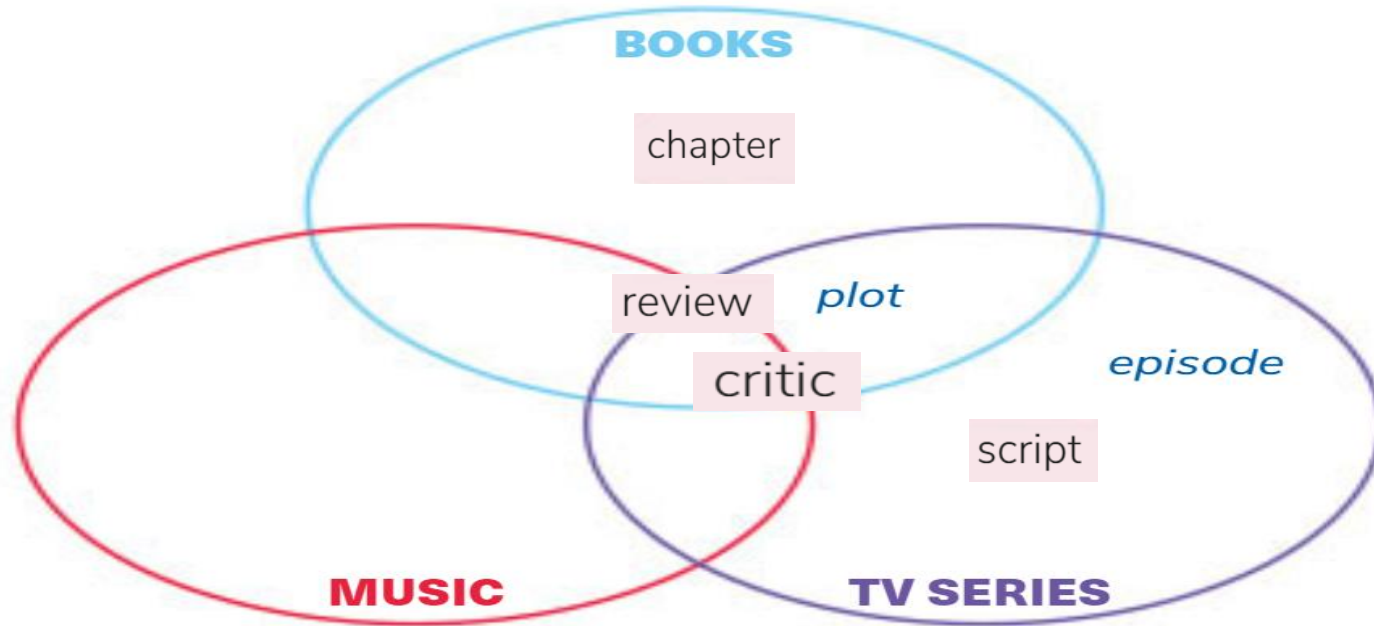 BOOKS
chapter
review
plot
critic
episode
script
MUSIC
TV SERIES